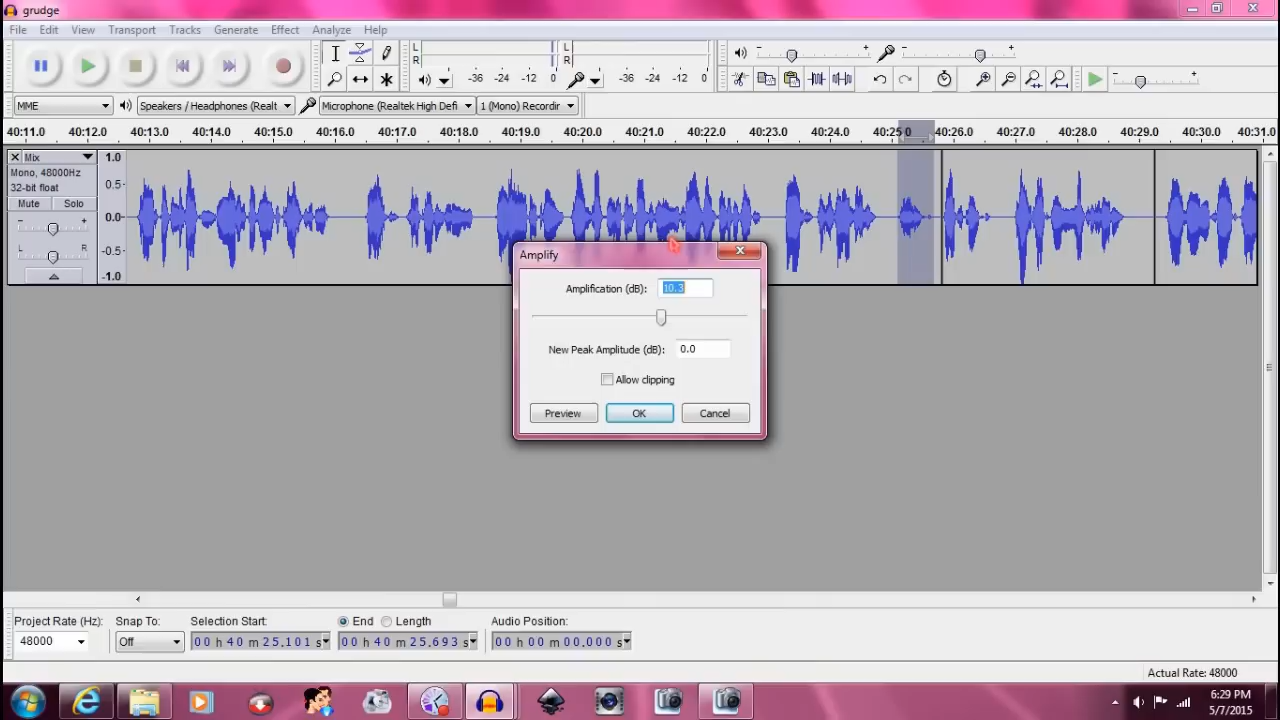 grudge
File Edit View Transport Tracks Generate Effect Analyze Help
L L
R R
-36 -24 -12 0 -36 -24 -12
MME Speakers / Headphones (Realt Microphone (Realtek High Defi 1 (Mono) Recordir
40:11.0 40:12.0 40:13.0 40:14.0 40:15.0 40:16.0 40:17.0 40:18.0 40:19.0 40:20.0 40:21.0 40:22.0 40:23.0 40:24.0 40:25.0 40:26.0 40:27.0 40:28.0 40:29.0 40:30.0 40:31.0
Mix 1.0
Mono, 48000Hz
32-bit float 0.5
Mute Solo
- + 0.0
L R -0.5
-1.0
Amplify
Amplification (dB): 10.3
New Peak Amplitude (dB): 0.0
Allow clipping
Preview OK Cancel
Project Rate (Hz): Snap To: Selection Start: End Length Audio Position:
48000 Off 00 h 40 m 25.101 s 00 h 40 m 25.693 s 00 h 00 m 00.000 s
Actual Rate: 48000
6:29 PM
5/7/2015